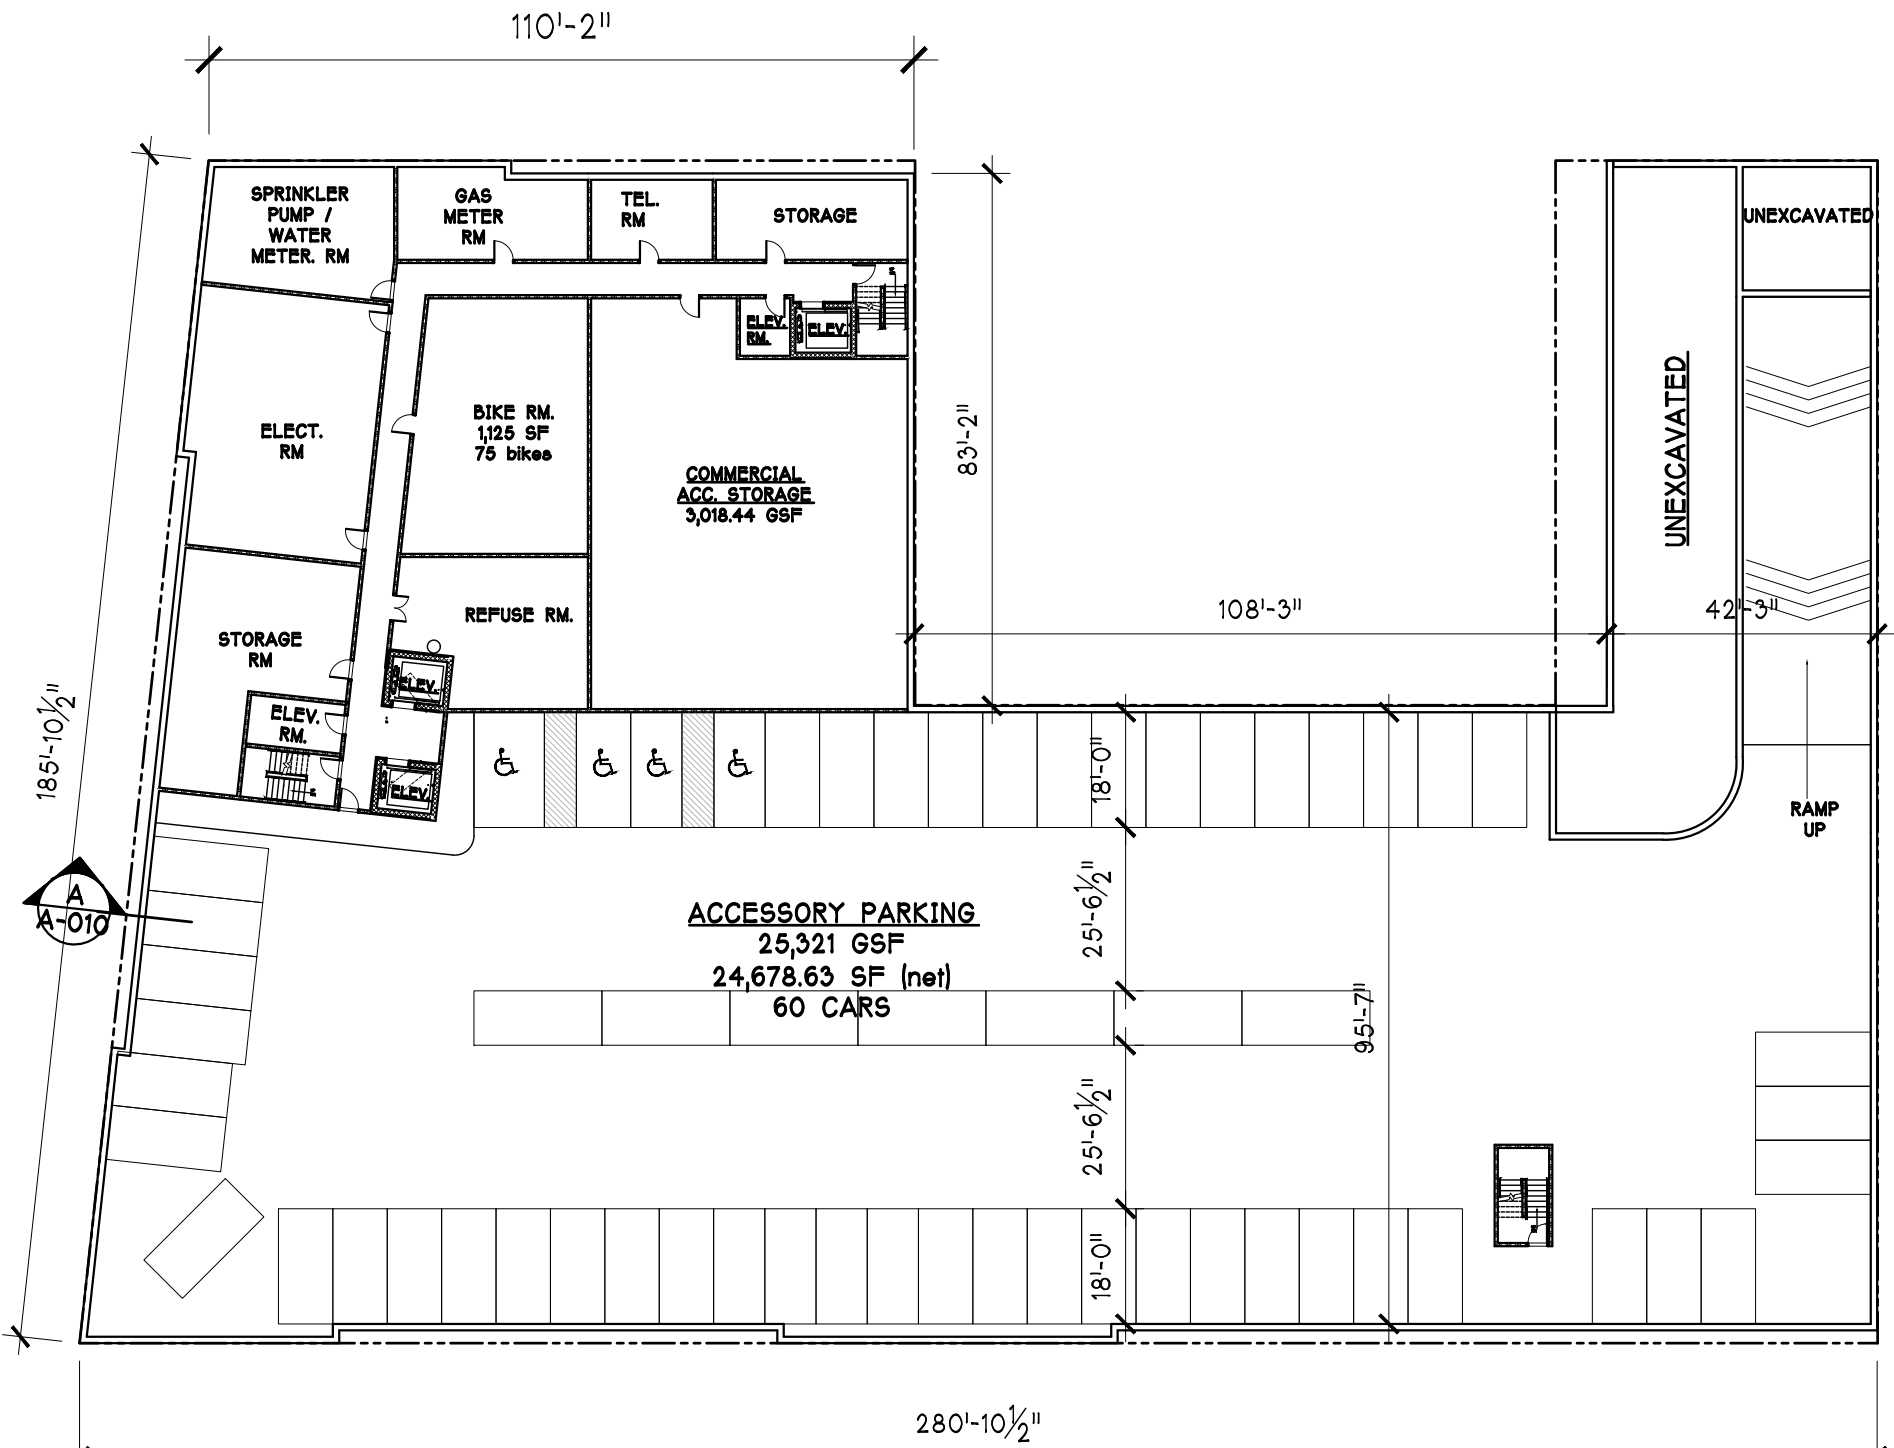 110'-2"
SPRINKLER
PUMP /
WATER
METER. RM
GAS
METER
RM
TEL.
RM
STORAGE
UNEXCAVATED
ELEV.
RM.
ELEV.
ELECT.
RM
BIKE RM.
1,125 SF
75 bikes
COMMERCIAL
ACC. STORAGE
3,018.44 GSF
83'-2"
UNEXCAVATED
108'-3"
42'-3"
REFUSE RM.
STORAGE
RM
ELEV.
ELEV.
RM.
ELEV.
185'-10½"
18'-0"
RAMP
UP
A
A-010
ACCESSORY PARKING
25,321 GSF
24,678.63 SF (net)
60 CARS
25'-6½"
95'-7"
25'-6½"
18'-0"
280'-10½"